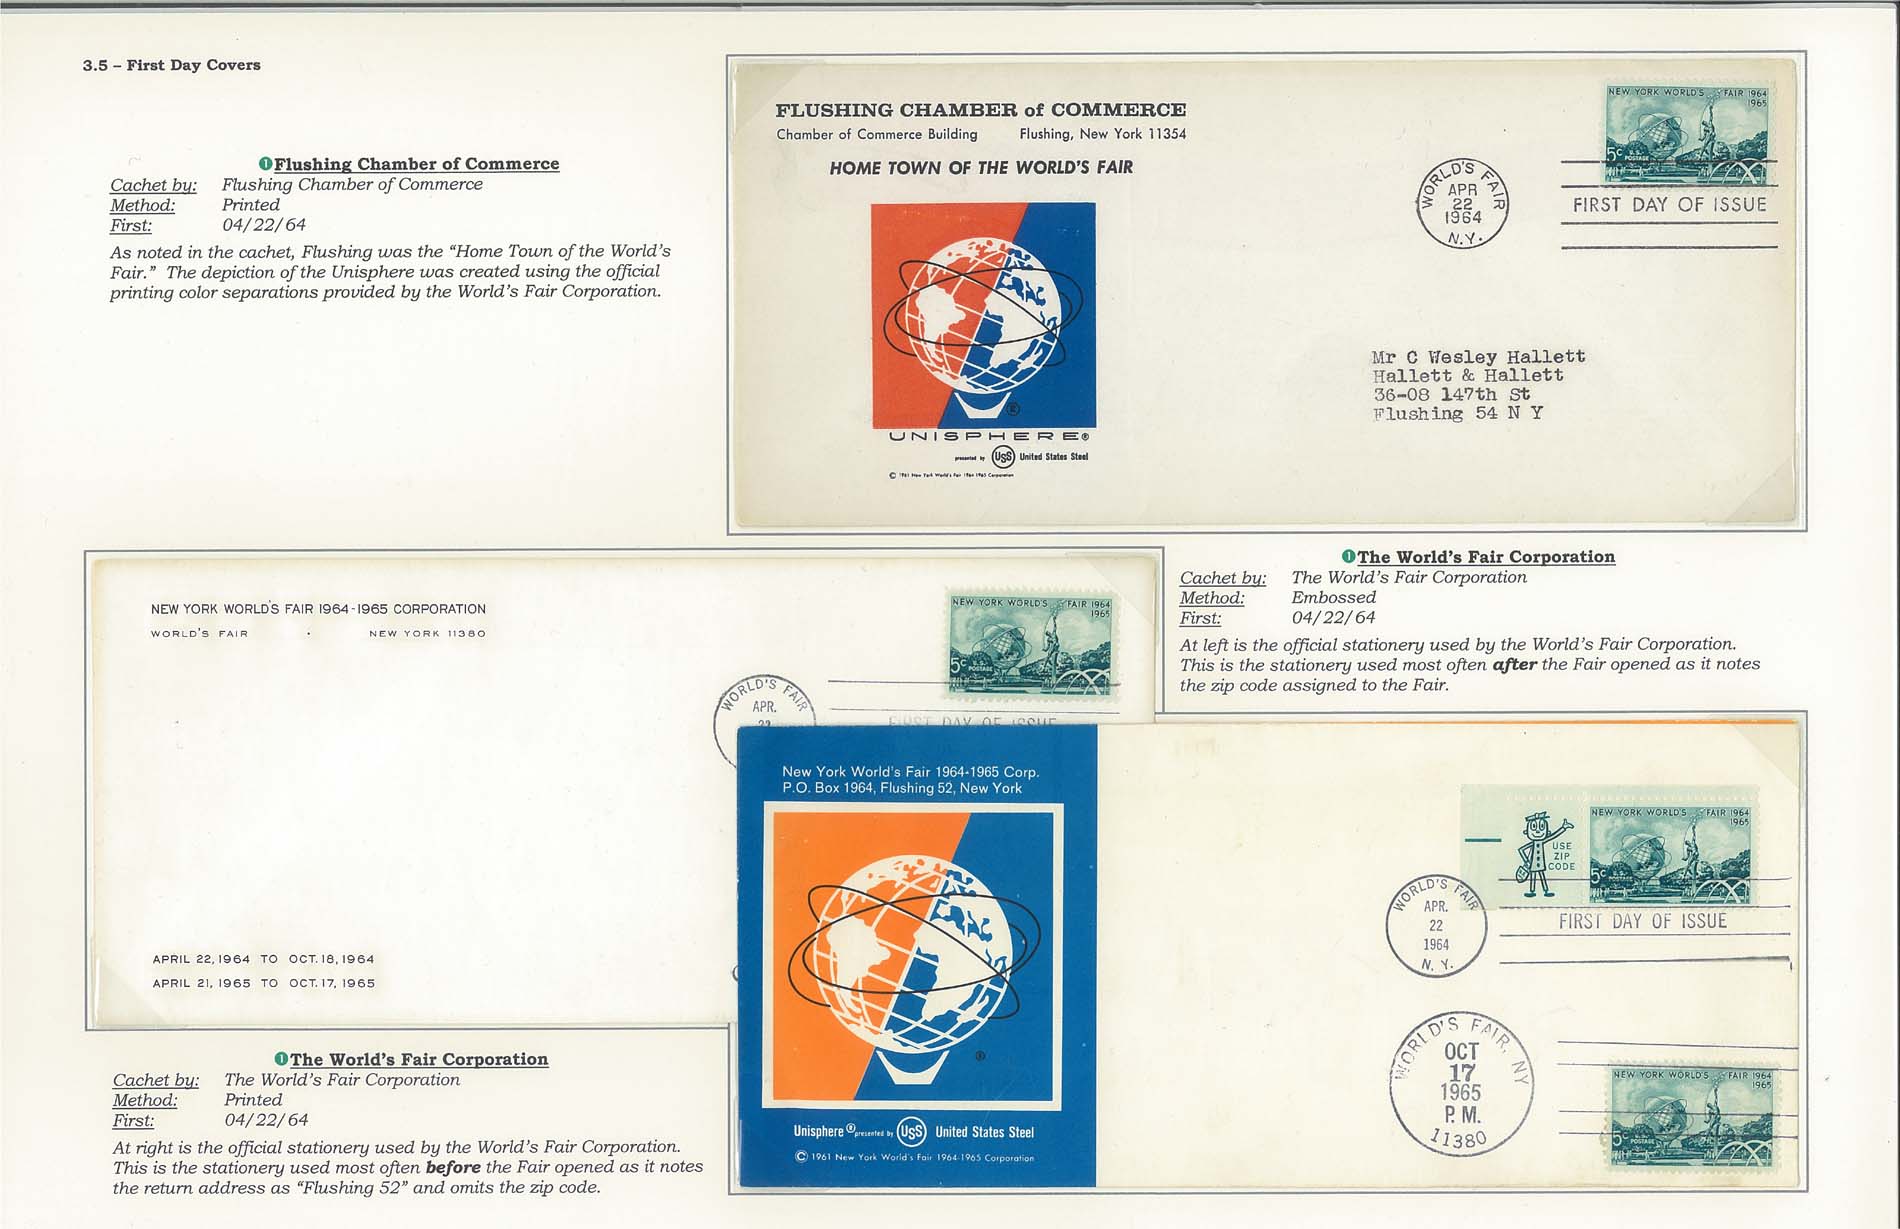 3.5 – First Day Covers
❶Flushing Chamber of Commerce
Cachet by: Flushing Chamber of Commerce
Method: Printed
First: 04/22/64
As noted in the cachet, Flushing was the “Home Town of the World’s
Fair.” The depiction of the Unisphere was created using the official
printing color separations provided by the World’s Fair Corporation.
FLUSHING CHAMBER of COMMERCE
Chamber of Commerce Building Flushing, New York 11354
HOME TOWN OF THE WORLD'S FAIR
®
UNISPHERE®
presented by USS United States Steel
© 1961 New York World's Fair 1964-1965 Corporation
NEW YORK WORLD'S FAIR 1964
1965
5c U.S.
POSTAGE
WORLD'S FAIR
APR
22
1964
N.Y.
FIRST DAY OF ISSUE
Mr C Wesley Hallett
Hallett & Hallett
36-08 147th St
Flushing 54 N Y
❶The World’s Fair Corporation
Cachet by: The World’s Fair Corporation
Method: Embossed
First: 04/22/64
At left is the official stationery used by the World’s Fair Corporation.
This is the stationery used most often after the Fair opened as it notes
the zip code assigned to the Fair.
NEW YORK WORLD'S FAIR 1964-1965 CORPORATION
WORLD'S FAIR · NEW YORK 11380
NEW YORK WORLD'S FAIR 1964
1965
5c U.S.
POSTAGE
WORLD'S FAIR
APR.
22
FIRST DAY OF ISSUE
APRIL 22, 1964 TO OCT. 18, 1964
APRIL 21, 1965 TO OCT. 17, 1965
New York World's Fair 1964-1965 Corp.
P.O. Box 1964, Flushing 52, New York
®
Unisphere® presented by USS United States Steel
© 1961 New York World's Fair 1964-1965 Corporation
USE
ZIP
CODE
NEW YORK WORLD'S FAIR 1964
1965
5c U.S.
POSTAGE
WORLD'S FAIR
APR.
22
1964
N.Y.
FIRST DAY OF ISSUE
WORLD'S FAIR, NY
OCT
17
1965
P.M.
11380
NEW YORK WORLD'S FAIR 1964
1965
5c U.S.
POSTAGE
❶The World’s Fair Corporation
Cachet by: The World’s Fair Corporation
Method: Printed
First: 04/22/64
At right is the official stationery used by the World’s Fair Corporation.
This is the stationery used most often before the Fair opened as it notes
the return address as “Flushing 52” and omits the zip code.